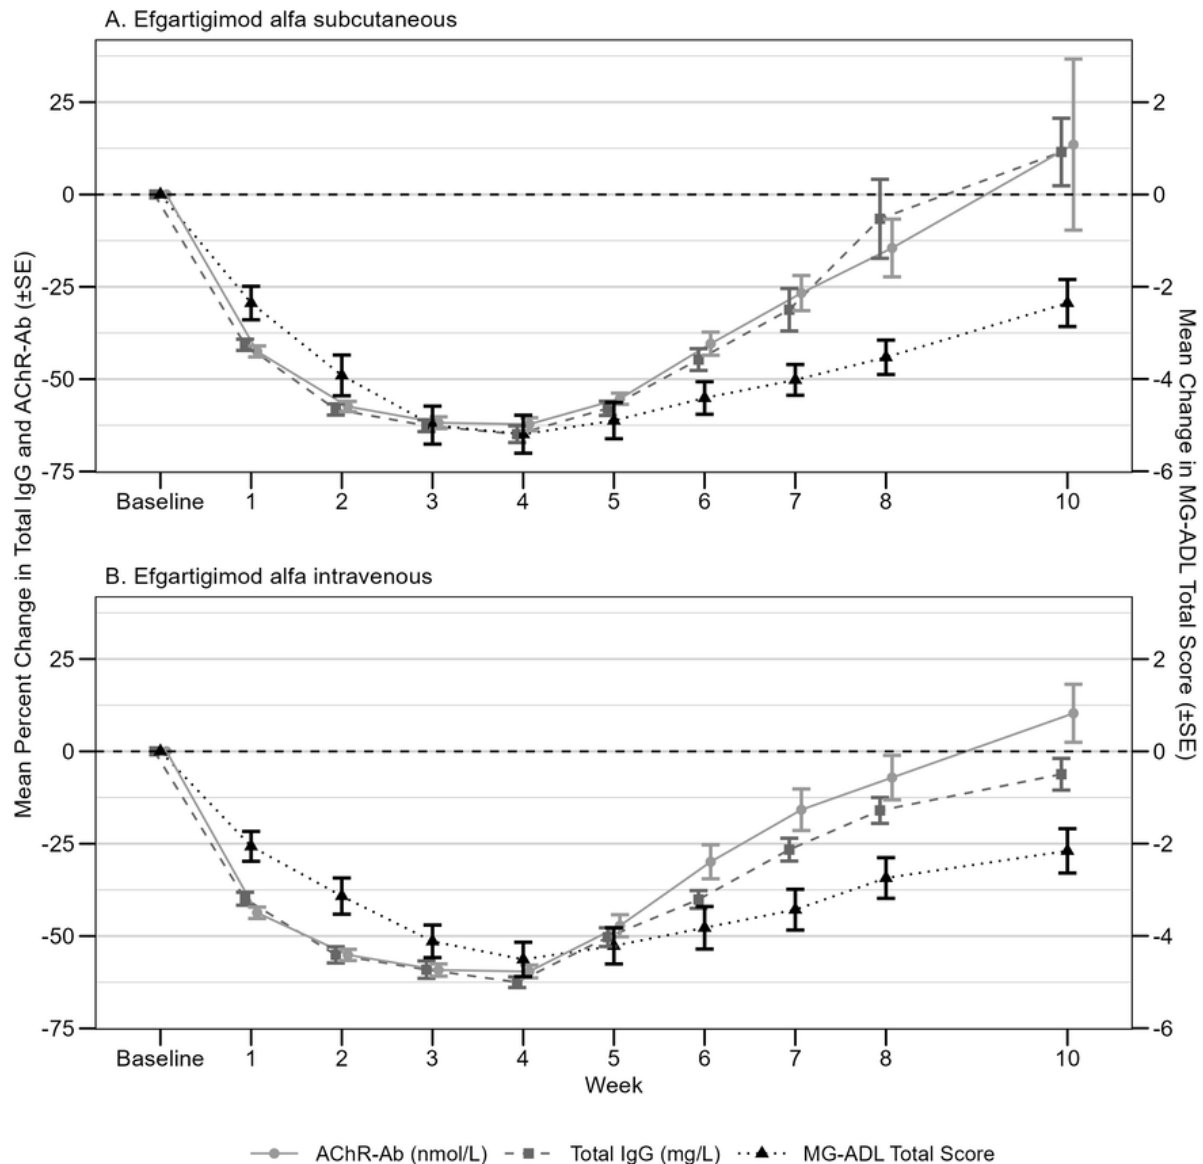 A. Efgartigimod alfa subcutaneous
25
0
-25
-50
-75
2
0
-2
-4
-6
Baseline 1 2 3 4 5 6 7 8 10
Mean Percent Change in Total IgG and AChR-Ab (±SE)
Mean Change in MG-ADL Total Score (±SE)
B. Efgartigimod alfa intravenous
25
0
-25
-50
-75
2
0
-2
-4
-6
Baseline 1 2 3 4 5 6 7 8 10
Week
AChR-Ab (nmol/L) Total IgG (mg/L) MG-ADL Total Score